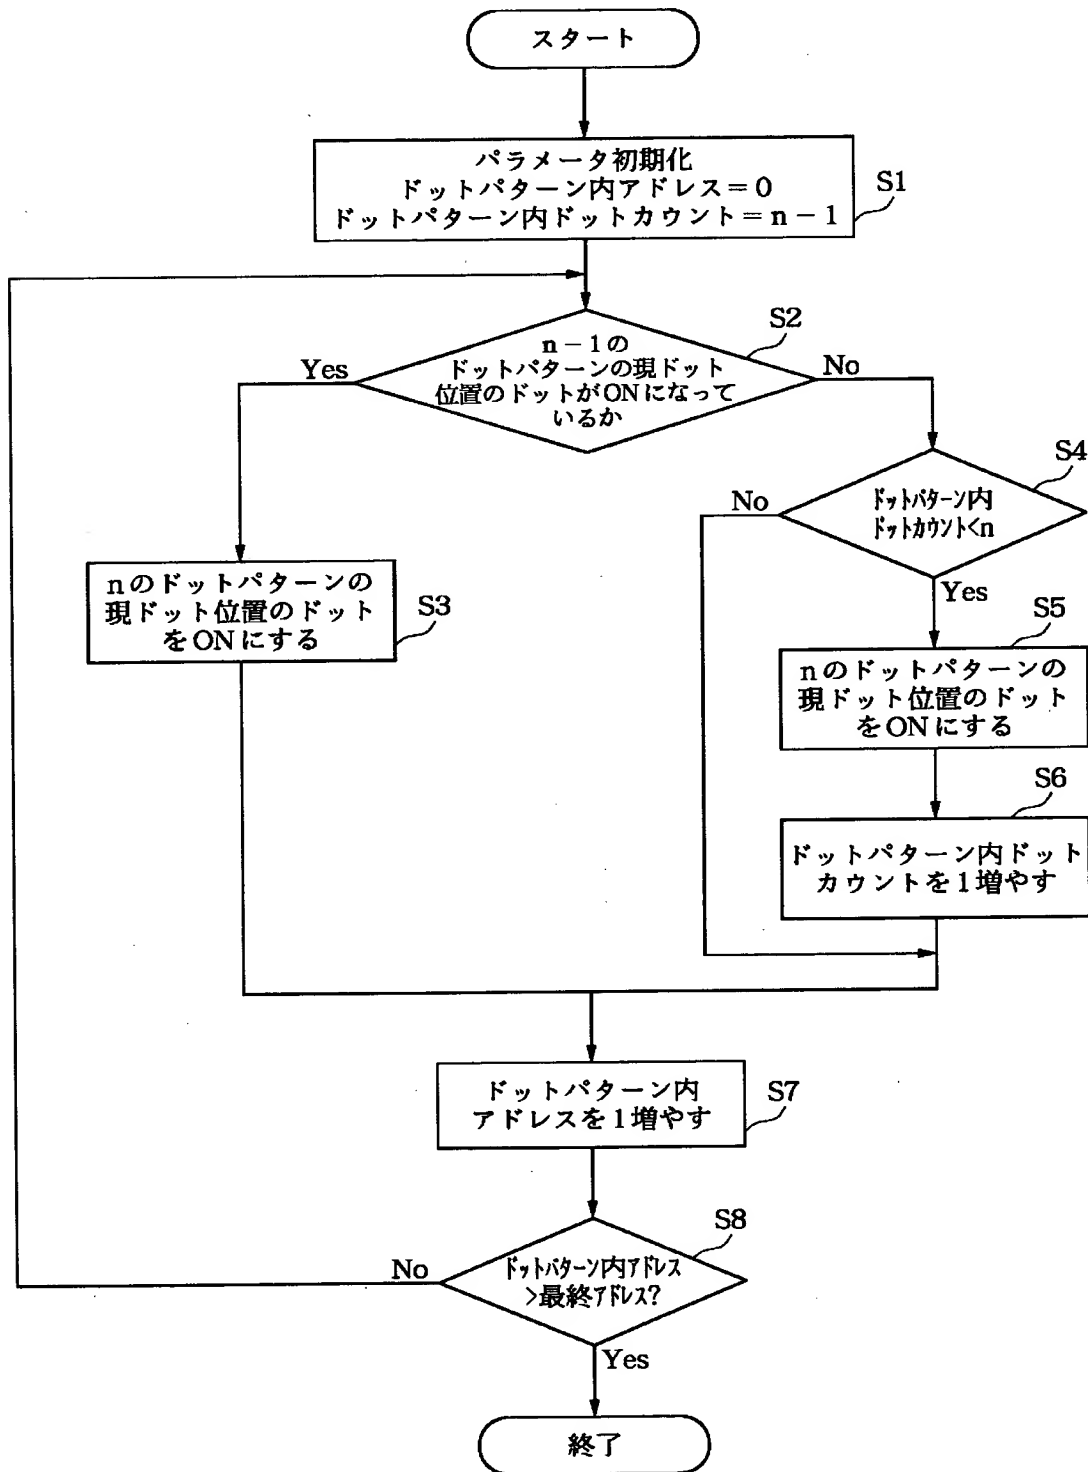 スタート
パラメータ初期化
ドットパターン内アドレス＝0
ドットパターン内ドットカウント＝n－1
S1
n－1の
ドットパターンの現ドット
位置のドットがONになって
いるか
S2
Yes
No
ドットパターン内
ドットカウント<n
S4
No
Yes
nのドットパターンの
現ドット位置のドット
をONにする
S3
nのドットパターンの
現ドット位置のドット
をONにする
S5
ドットパターン内ドット
カウントを1増やす
S6
ドットパターン内
アドレスを1増やす
S7
ドットパターン内アドレス
>最終アドレス?
S8
No
Yes
終了